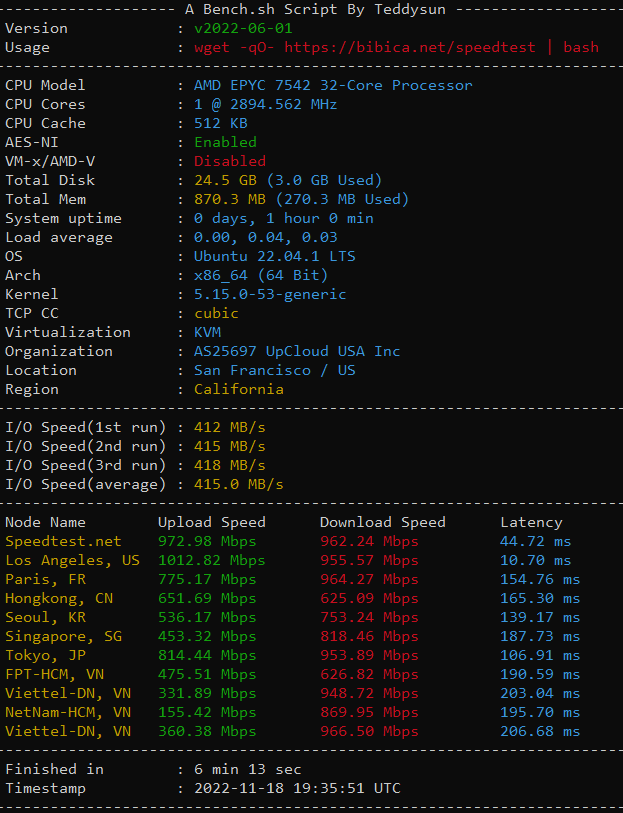 -------------------- A Bench.sh Script By Teddysun -------------------
Version            : v2022-06-01
Usage              : wget -qO- https://bibica.net/speedtest | bash
----------------------------------------------------------------------
CPU Model          : AMD EPYC 7542 32-Core Processor
CPU Cores          : 1 @ 2894.562 MHz
CPU Cache          : 512 KB
AES-NI             : Enabled
VM-x/AMD-V         : Disabled
Total Disk         : 24.5 GB (3.0 GB Used)
Total Mem          : 870.3 MB (270.3 MB Used)
System uptime      : 0 days, 1 hour 0 min
Load average       : 0.00, 0.04, 0.03
OS                 : Ubuntu 22.04.1 LTS
Arch               : x86_64 (64 Bit)
Kernel             : 5.15.0-53-generic
TCP CC             : cubic
Virtualization     : KVM
Organization       : AS25697 UpCloud USA Inc
Location           : San Francisco / US
Region             : California
----------------------------------------------------------------------
I/O Speed(1st run) : 412 MB/s
I/O Speed(2nd run) : 415 MB/s
I/O Speed(3rd run) : 418 MB/s
I/O Speed(average) : 415.0 MB/s
----------------------------------------------------------------------
Node Name        Upload Speed      Download Speed      Latency
Speedtest.net    972.98 Mbps       962.24 Mbps         44.72 ms
Los Angeles, US  1012.82 Mbps      955.57 Mbps         10.70 ms
Paris, FR        775.17 Mbps       964.27 Mbps         154.76 ms
Hongkong, CN     651.69 Mbps       625.09 Mbps         165.30 ms
Seoul, KR        536.17 Mbps       753.24 Mbps         139.17 ms
Singapore, SG    453.32 Mbps       818.46 Mbps         187.73 ms
Tokyo, JP        814.44 Mbps       953.89 Mbps         106.91 ms
FPT-HCM, VN      475.51 Mbps       626.82 Mbps         190.59 ms
Viettel-DN, VN   331.89 Mbps       948.72 Mbps         203.04 ms
NetNam-HCM, VN   155.42 Mbps       869.95 Mbps         195.70 ms
Viettel-DN, VN   360.38 Mbps       966.50 Mbps         206.68 ms
----------------------------------------------------------------------
Finished in        : 6 min 13 sec
Timestamp          : 2022-11-18 19:35:51 UTC
----------------------------------------------------------------------